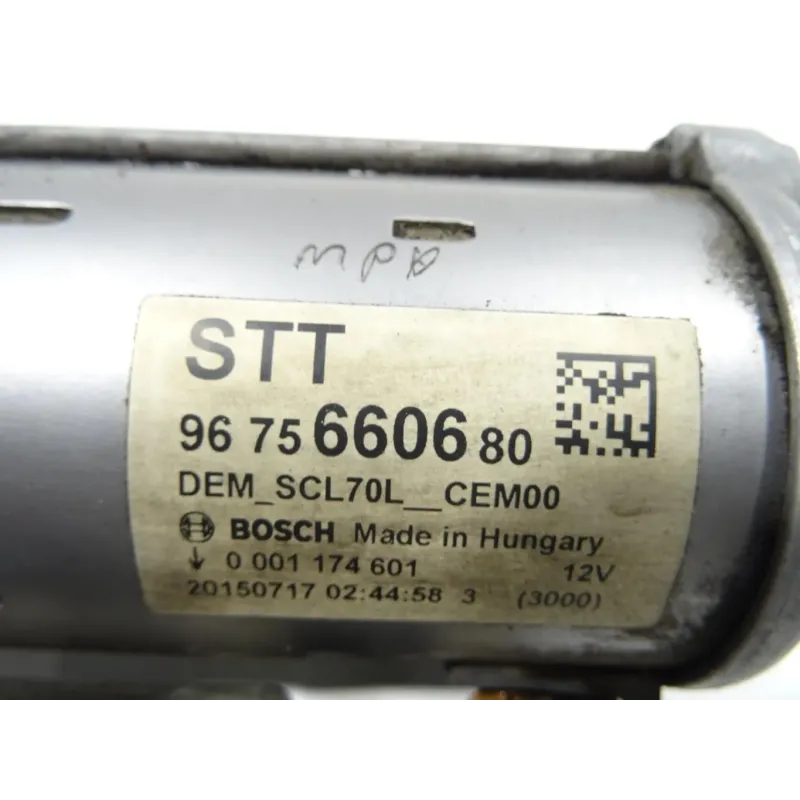 STT
96 75 6606 80
DEM_SCL70L__CEM00
BOSCH Made in Hungary
0 001 174 601 12V
20150717 02:44:58 3 (3000)